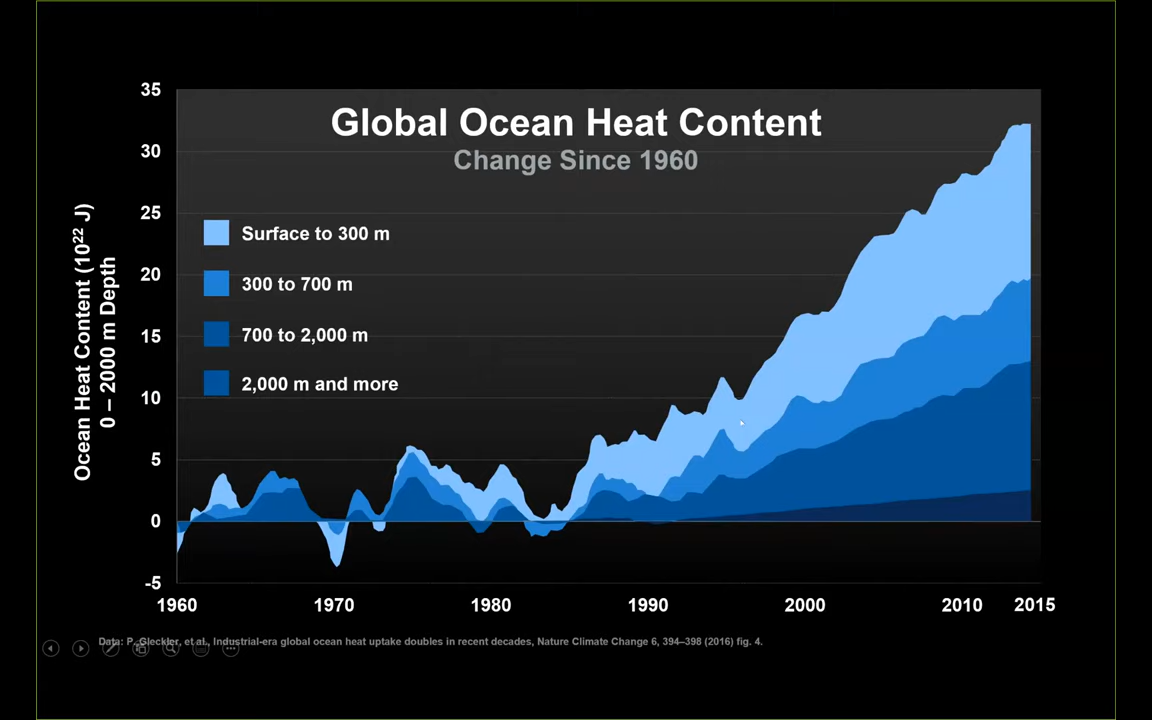 Global Ocean Heat Content
Change Since 1960
Ocean Heat Content (10²² J)
0 – 2000 m Depth
35
30
25
20
15
10
5
0
-5
Surface to 300 m
300 to 700 m
700 to 2,000 m
2,000 m and more
1960 1970 1980 1990 2000 2010 2015
Data: P. Gleckler, et al., Industrial-era global ocean heat uptake doubles in recent decades, Nature Climate Change 6, 394–398 (2016) fig. 4.